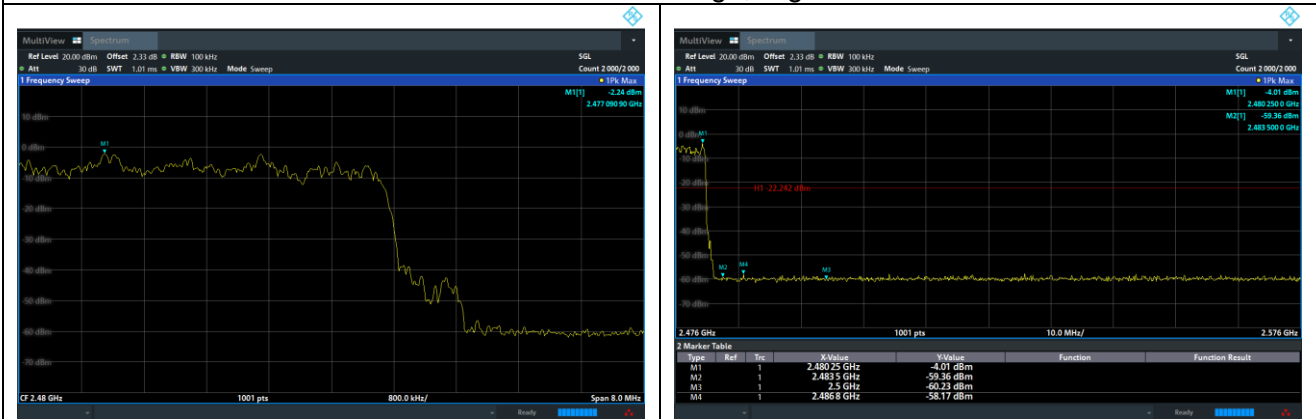 MultiView Spectrum
Ref Level 20.00 dBm Offset 2.33 dB RBW 100 kHz SGL
Att 30 dB SWT 1.01 ms VBW 300 kHz Mode Sweep Count 2 000/2 000
1 Frequency Sweep 1Pk Max
M1[1] -2.24 dBm
2.477 090 90 GHz
10 dBm
0 dBm
M1
-10 dBm
-20 dBm
-30 dBm
-40 dBm
-50 dBm
-60 dBm
-70 dBm
CF 2.48 GHz 1001 pts 800.0 kHz/ Span 8.0 MHz
Ready
MultiView Spectrum
Ref Level 20.00 dBm Offset 2.33 dB RBW 100 kHz SGL
Att 30 dB SWT 1.01 ms VBW 300 kHz Mode Sweep Count 2 000/2 000
1 Frequency Sweep 1Pk Max
M1[1] -4.01 dBm
2.480 250 0 GHz
M2[1] -59.36 dBm
2.483 500 0 GHz
10 dBm
0 dBm M1
-10 dBm
-20 dBm
H1 -22.242 dBm
-30 dBm
-40 dBm
-50 dBm
M2 M4 M3
-60 dBm
-70 dBm
2.476 GHz 1001 pts 10.0 MHz/ 2.576 GHz
2 Marker Table
Type Ref Trc X-Value Y-Value Function Function Result
M1 1 2.480 25 GHz -4.01 dBm
M2 1 2.483 5 GHz -59.36 dBm
M3 1 2.5 GHz -60.23 dBm
M4 1 2.486 8 GHz -58.17 dBm
Ready